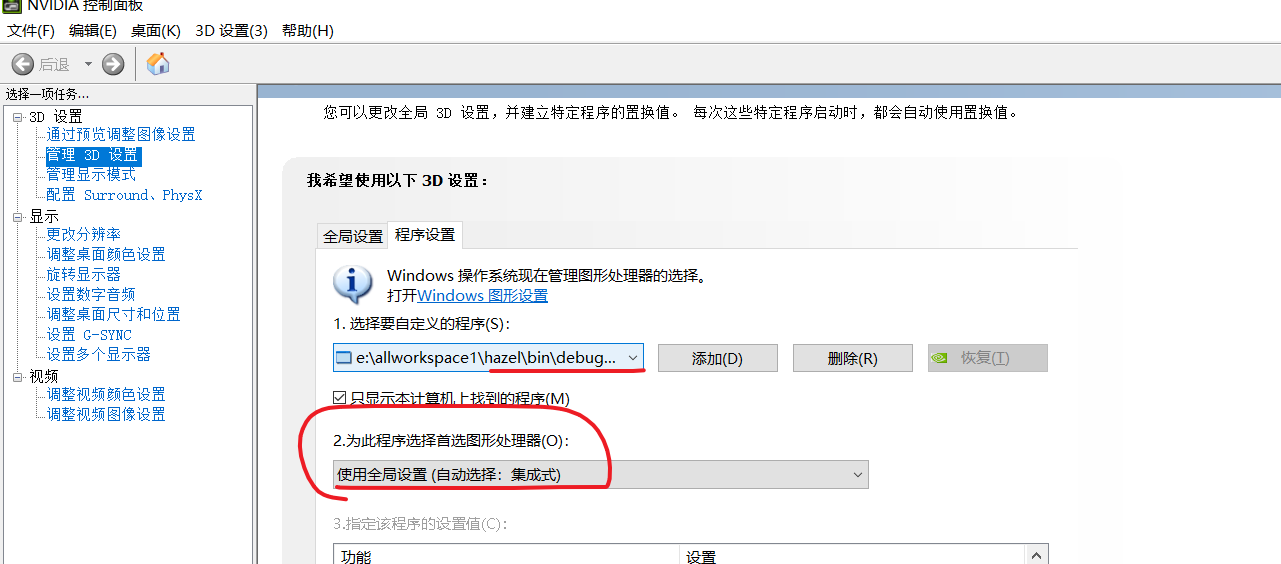 NVIDIA 控制面板
文件(F) 编辑(E) 桌面(K) 3D 设置(3) 帮助(H)
后退
选择一项任务...
3D 设置
通过预览调整图像设置
管理 3D 设置
管理显示模式
配置 Surround、PhysX
显示
更改分辨率
调整桌面颜色设置
旋转显示器
设置数字音频
调整桌面尺寸和位置
设置 G-SYNC
设置多个显示器
视频
调整视频颜色设置
调整视频图像设置
您可以更改全局 3D 设置，并建立特定程序的置换值。 每次这些特定程序启动时，都会自动使用置换值。
我希望使用以下 3D 设置：
全局设置 程序设置
Windows 操作系统现在管理图形处理器的选择。
打开Windows 图形设置
1. 选择要自定义的程序(S)：
e:\allworkspace1\hazel\bin\debug... 添加(D) 删除(R) 恢复(T)
只显示本计算机上找到的程序(M)
2.为此程序选择首选图形处理器(O)：
使用全局设置 (自动选择：集成式)
3.指定该程序的设置值(C)：
功能 设置